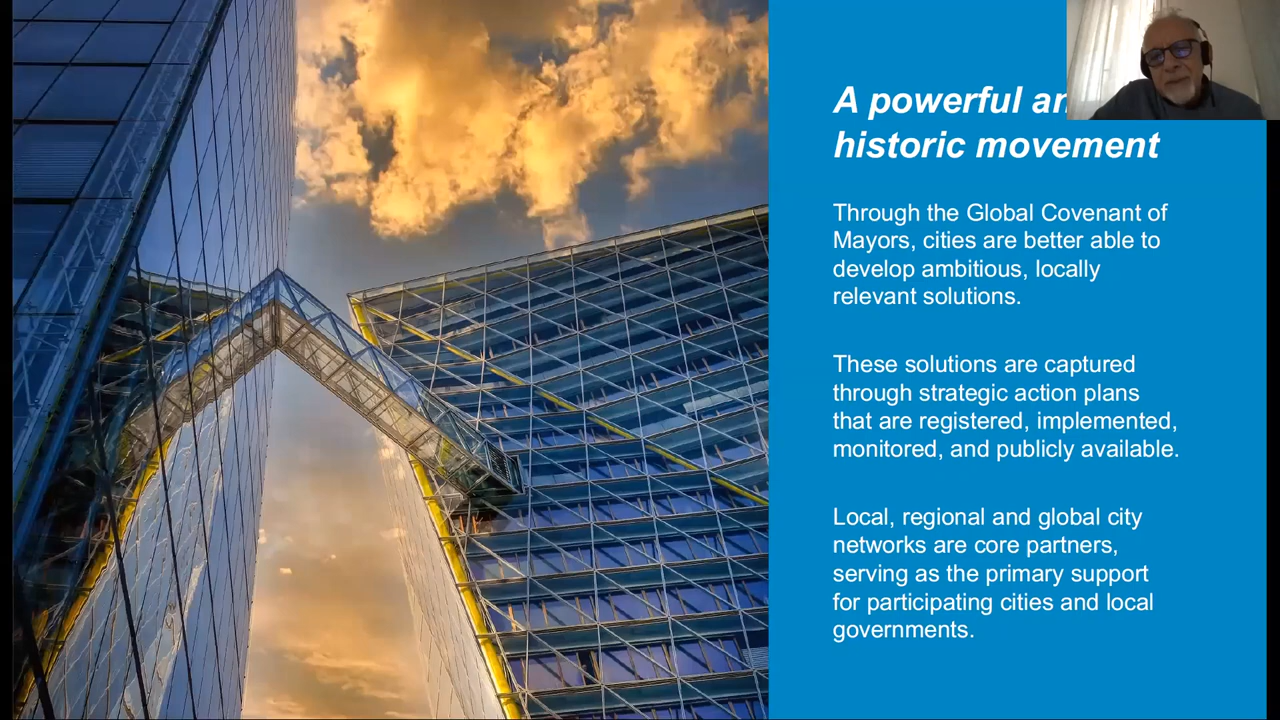 A powerful
historic movement
Through the Global Covenant of
Mayors, cities are better able to
develop ambitious, locally
relevant solutions.
These solutions are captured
through strategic action plans
that are registered, implemented,
monitored, and publicly available.
Local, regional and global city
networks are core partners,
serving as the primary support
for participating cities and local
governments.